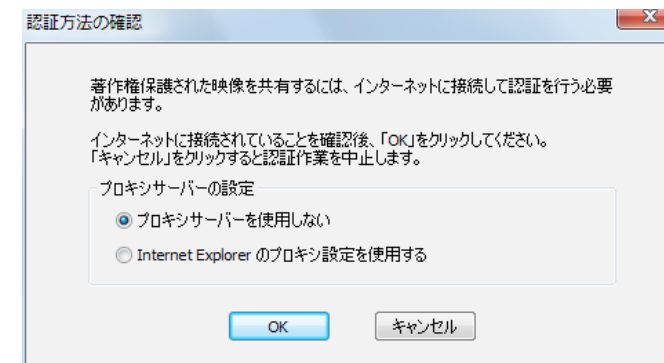 認証方法の確認
著作権保護された映像を共有するには、インターネットに接続して認証を行う必要
があります。
インターネットに接続されていることを確認後、「OK」をクリックしてください。
「キャンセル」をクリックすると認証作業を中止します。
プロキシサーバーの設定
プロキシサーバーを使用しない
Internet Explorer のプロキシ設定を使用する
OK
キャンセル